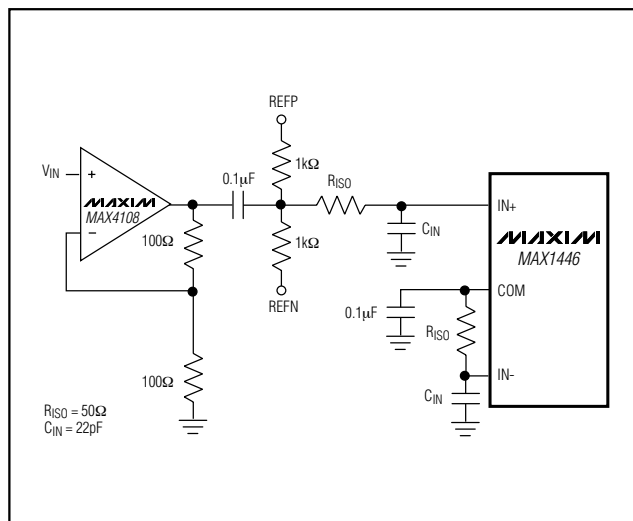 REFP
VIN
+
MAXIM
MAX4108
−
0.1µF
1kΩ
RISO
100Ω
1kΩ
REFN
CIN
IN+
MAXIM
MAX1446
COM
0.1µF
RISO
IN-
CIN
100Ω
RISO = 50Ω
CIN = 22pF